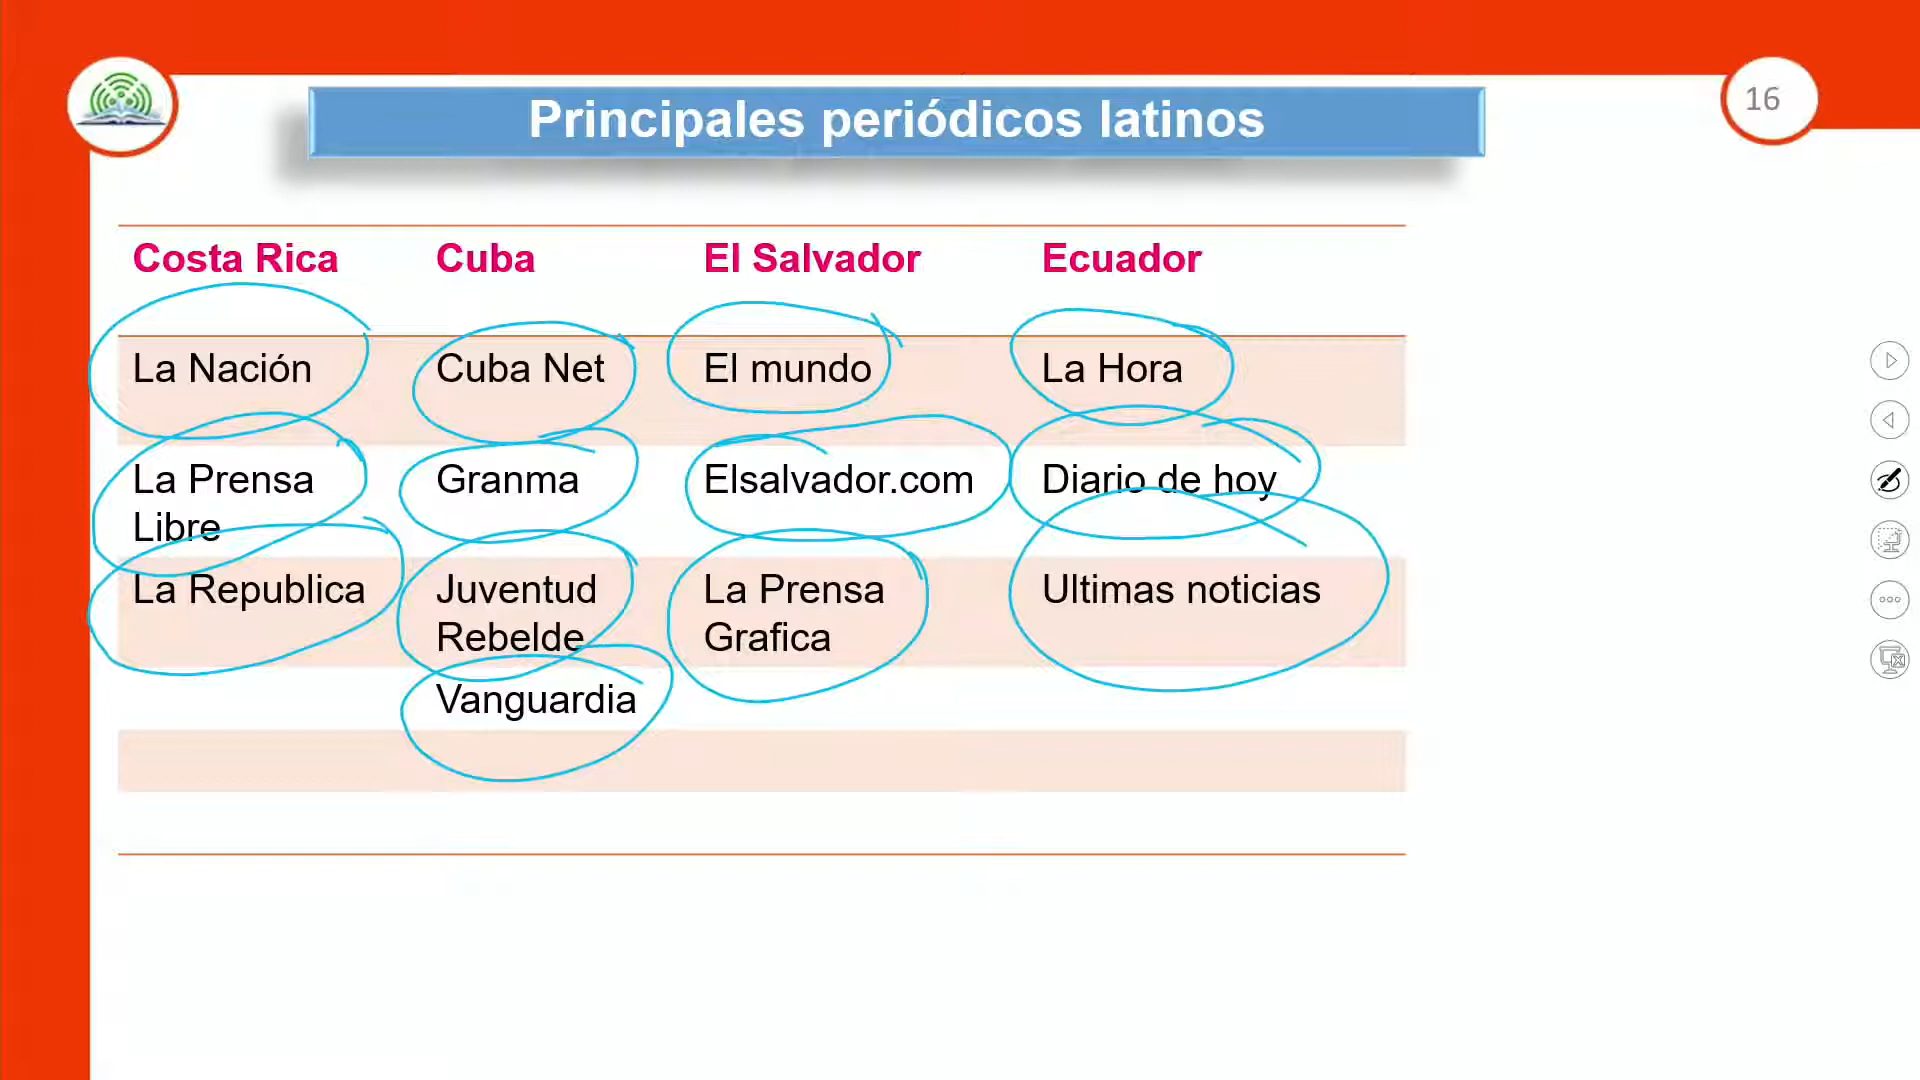 Principales periódicos latinos
16
Costa Rica Cuba El Salvador Ecuador
La Nación Cuba Net El mundo La Hora
La Prensa Granma Elsalvador.com Diario de hoy
Libre
La Republica Juventud La Prensa Ultimas noticias
Rebelde Grafica
Vanguardia